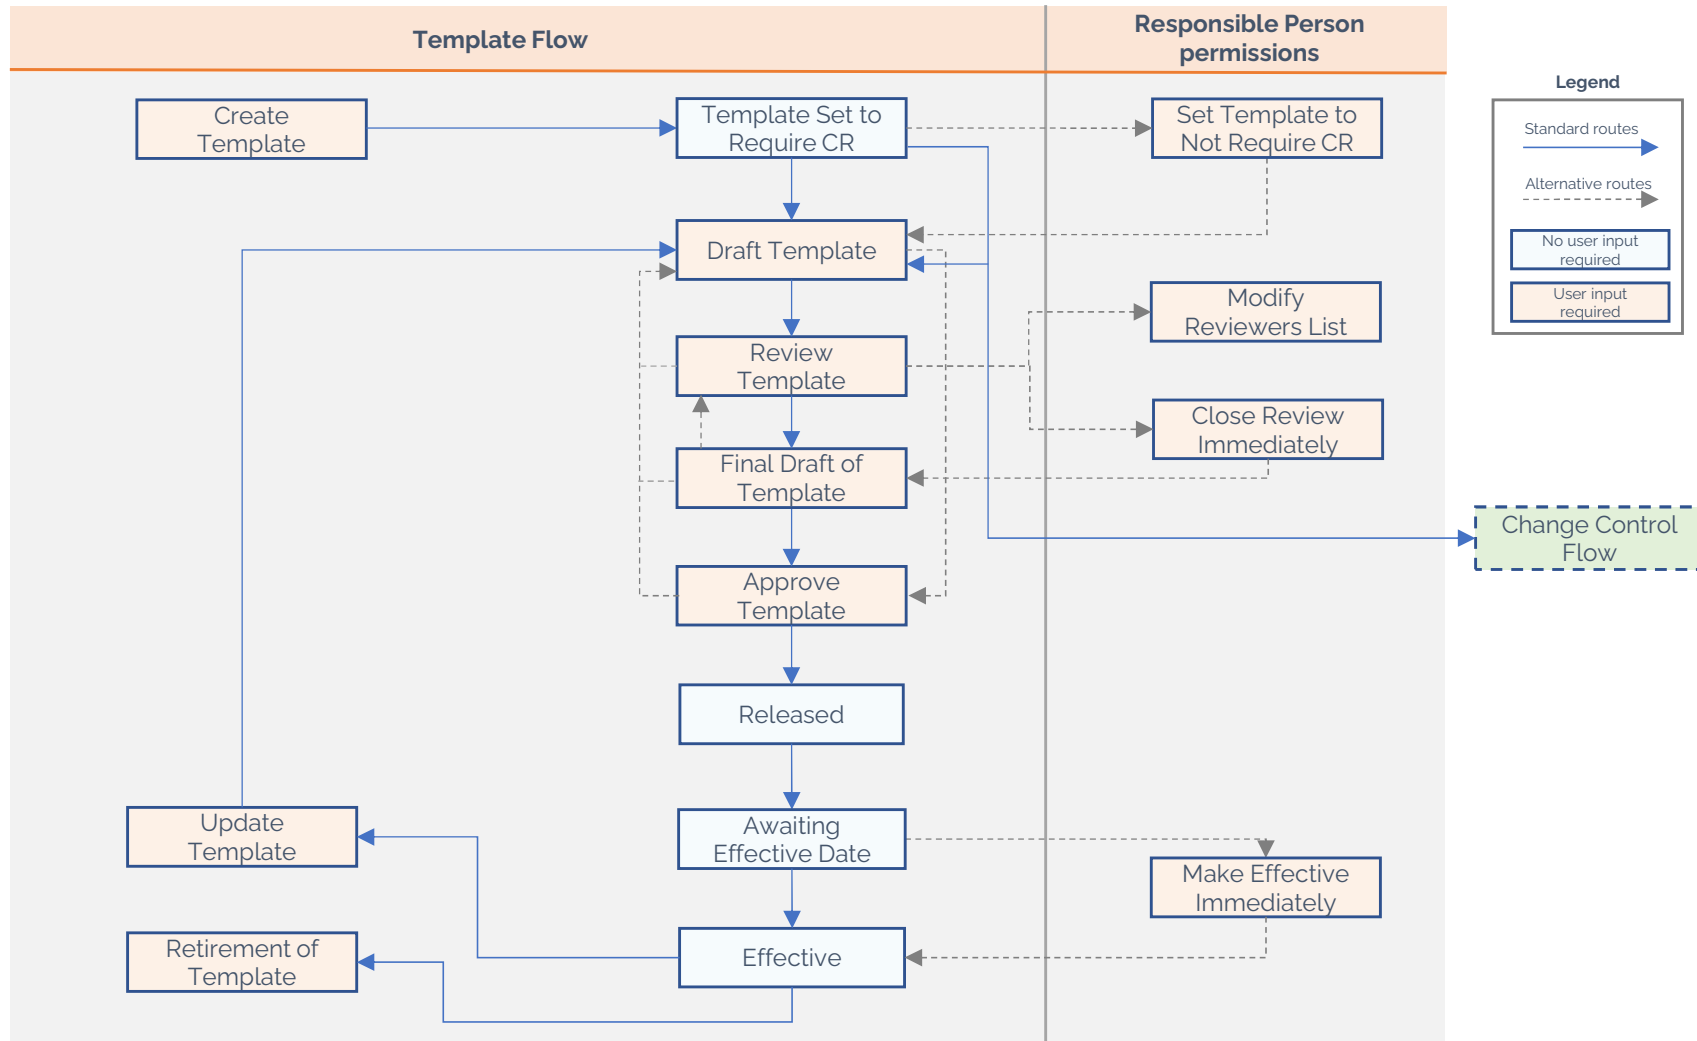 Template Flow
Responsible Person
permissions
Legend
Create
Template
Template Set to
Require CR
Set Template to
Not Require CR
Standard routes
Alternative routes
No user input
required
User input
required
Draft Template
Modify
Reviewers List
Review
Template
Close Review
Immediately
Final Draft of
Template
Change Control
Flow
Approve
Template
Released
Update
Template
Awaiting
Effective Date
Make Effective
Immediately
Retirement of
Template
Effective